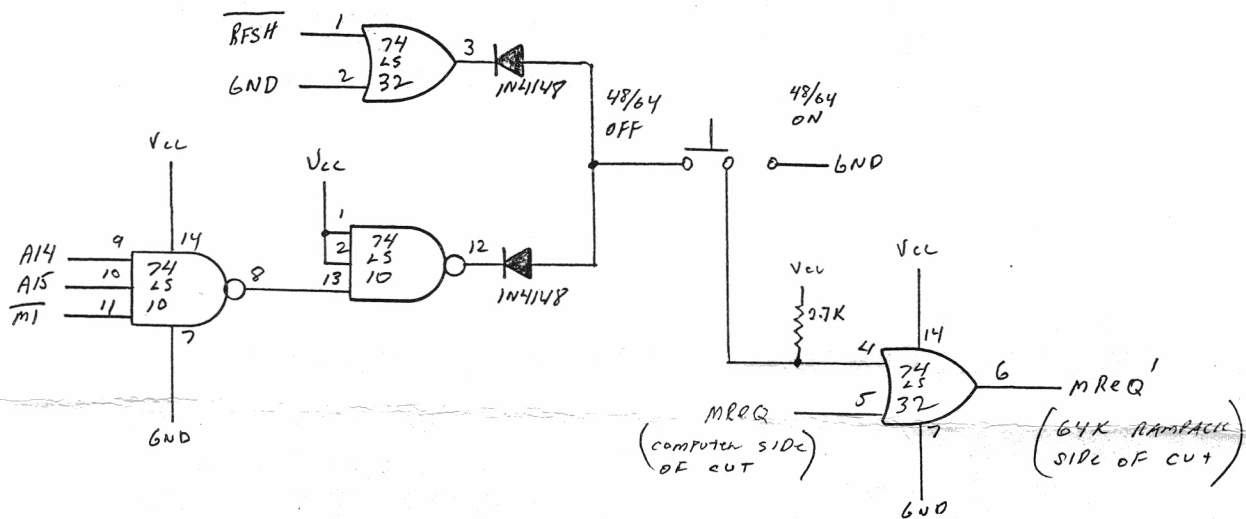 RFSH
1
74
LS
32
3
GND
2
1N4148
48/64
OFF
48/64
ON
GND
Vcc
14
A14
9
A15
10
M1
11
74
LS
10
8
7
GND
Vcc
1
2
13
74
LS
10
12
1N4148
Vcc
2.7K
Vcc
14
4
5
74
LS
32
6
7
GND
MREQ
(COMPUTER SIDE
OF CUT)
MREQ'
(64K RAMPACK
SIDE OF CUT)